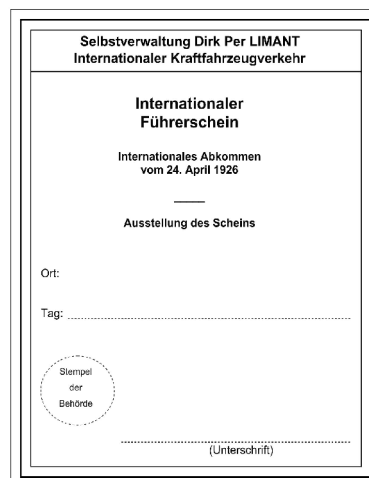 Selbstverwaltung Dirk Per LIMANT
Internationaler Kraftfahrzeugverkehr
Internationaler
Führerschein
Internationales Abkommen
vom 24. April 1926
Ausstellung des Scheins
Ort:
Tag:
Stempel
der
Behörde
(Unterschrift)